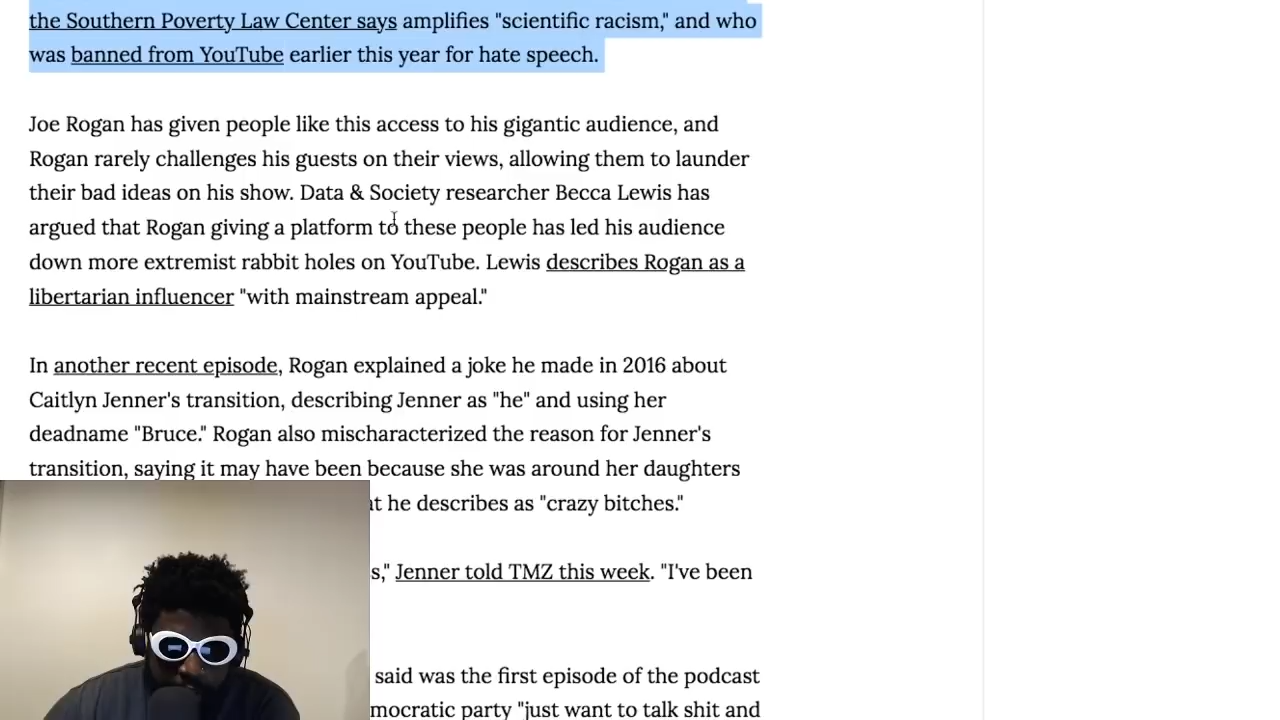 the Southern Poverty Law Center says amplifies "scientific racism," and who
was banned from YouTube earlier this year for hate speech.
Joe Rogan has given people like this access to his gigantic audience, and
Rogan rarely challenges his guests on their views, allowing them to launder
their bad ideas on his show. Data & Society researcher Becca Lewis has
argued that Rogan giving a platform to these people has led his audience
down more extremist rabbit holes on YouTube. Lewis describes Rogan as a
libertarian influencer "with mainstream appeal."
In another recent episode, Rogan explained a joke he made in 2016 about
Caitlyn Jenner's transition, describing Jenner as "he" and using her
deadname "Bruce." Rogan also mischaracterized the reason for Jenner's
transition, saying it may have been because she was around her daughters
he describes as "crazy bitches."
Jenner told TMZ this week. "I've been
said was the first episode of the podcast
"just want to talk shit and